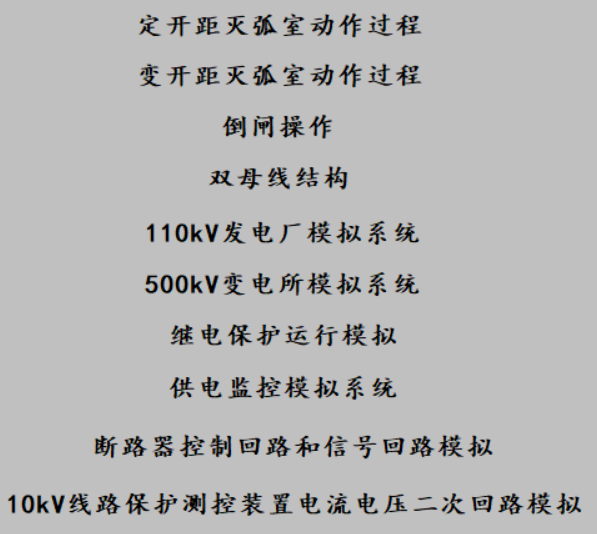 定开距灭弧室动作过程
变开距灭弧室动作过程
倒闸操作
双母线结构
110kV发电厂模拟系统
500kV变电所模拟系统
继电保护运行模拟
供电监控模拟系统
断路器控制回路和信号回路模拟
10kV线路保护测控装置电流电压二次回路模拟